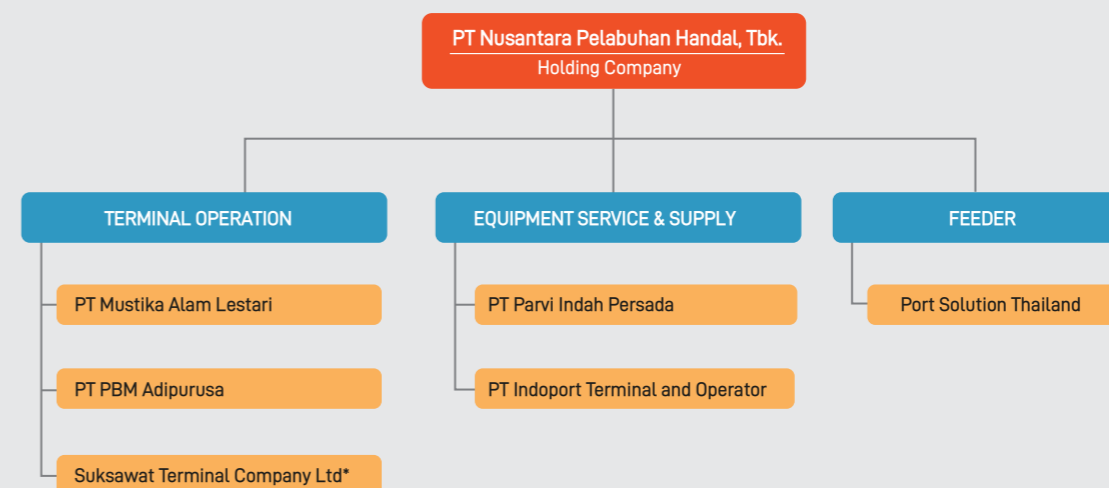 PT Nusantara Pelabuhan Handal, Tbk.
Holding Company
TERMINAL OPERATION
EQUIPMENT SERVICE & SUPPLY
FEEDER
PT Mustika Alam Lestari
PT Parvi Indah Persada
Port Solution Thailand
PT PBM Adipurusa
PT Indoport Terminal and Operator
Suksawat Terminal Company Ltd*